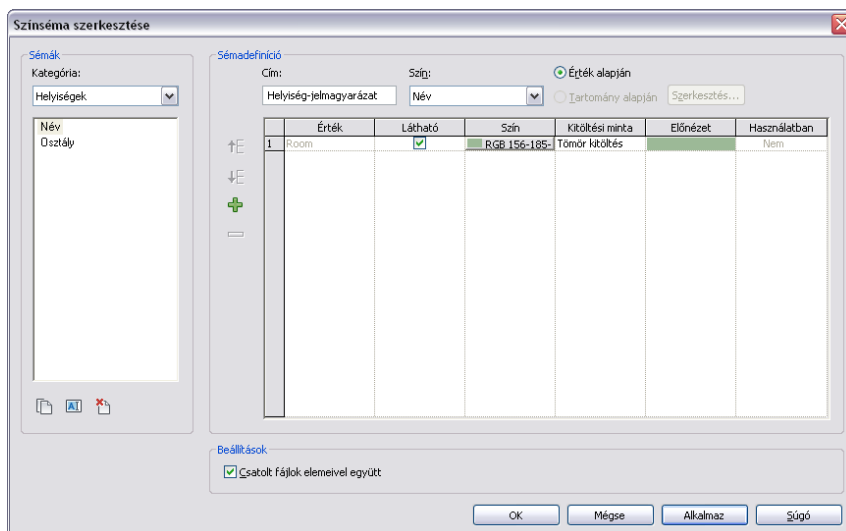 Színséma szerkesztése
Sémák
Kategória:
Helyiségek
Név
Osztály
Sémadefiníció
Cím:
Helyiség-jelmagyarázat
Szín:
Név
Érték alapján
Tartomány alapján
Szerkesztés...
Érték Látható Szín Kitöltési minta Előnézet Használatban
1 Room RGB 156-185- Tömör kitöltés Nem
Beállítások
Csatolt fájlok elemeivel együtt
OK Mégse Alkalmaz Súgó